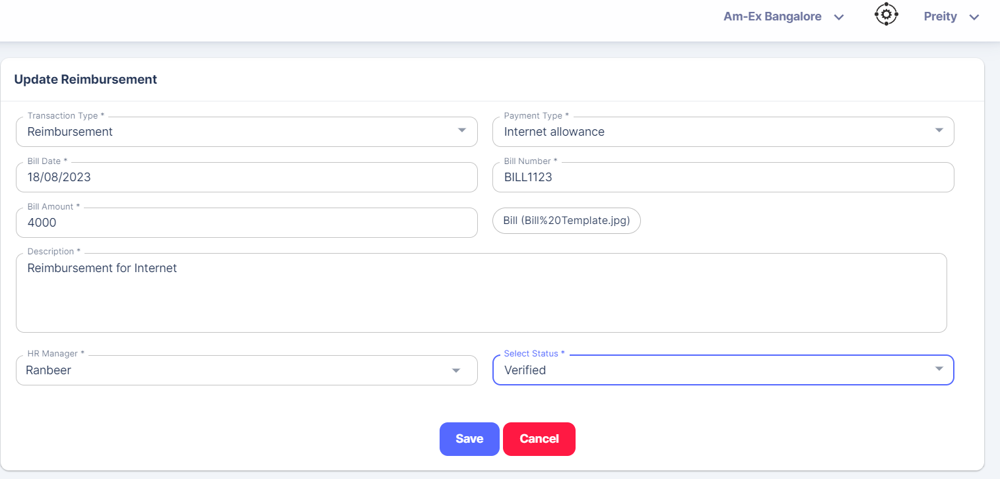 Am-Ex Bangalore Preity
Update Reimbursement
Transaction Type * Payment Type *
Reimbursement Internet allowance
Bill Date * Bill Number *
18/08/2023 BILL1123
Bill Amount *
4000 Bill (Bill%20Template.jpg)
Description *
Reimbursement for Internet
HR Manager * Select Status *
Ranbeer Verified
Save Cancel